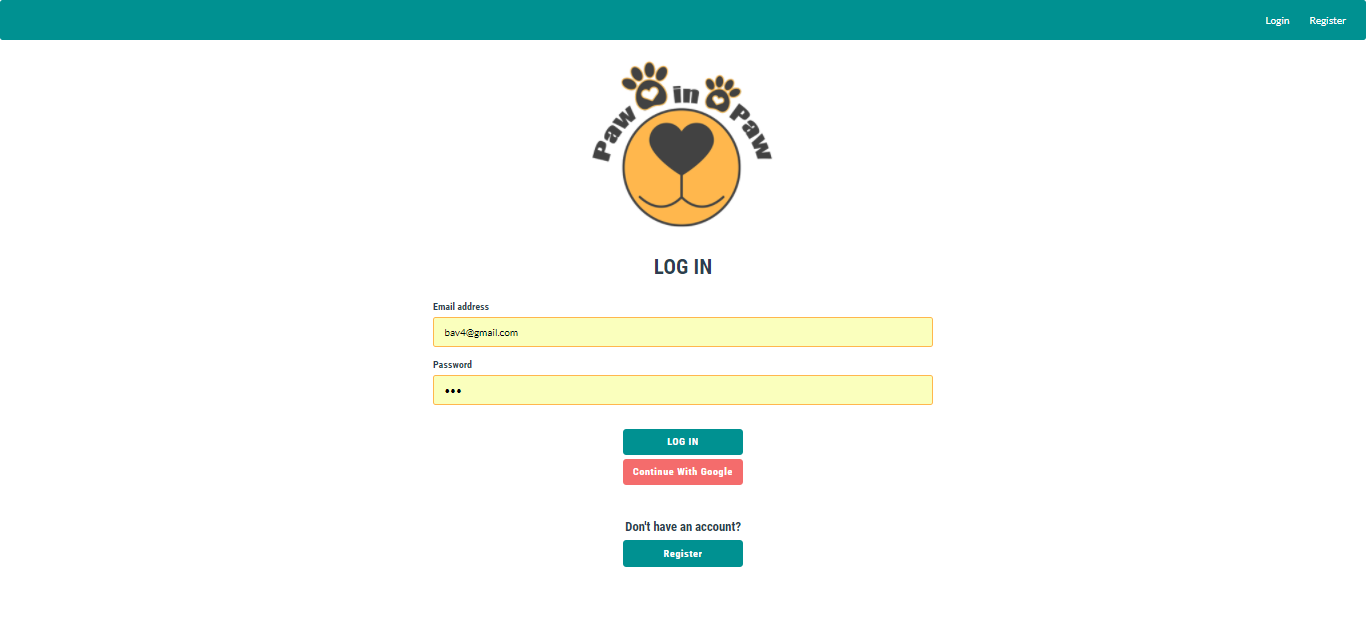 Login Register
Paw in Paw
LOG IN
Email address
bav4@gmail.com
Password
•••
LOG IN
Continue With Google
Don't have an account?
Register